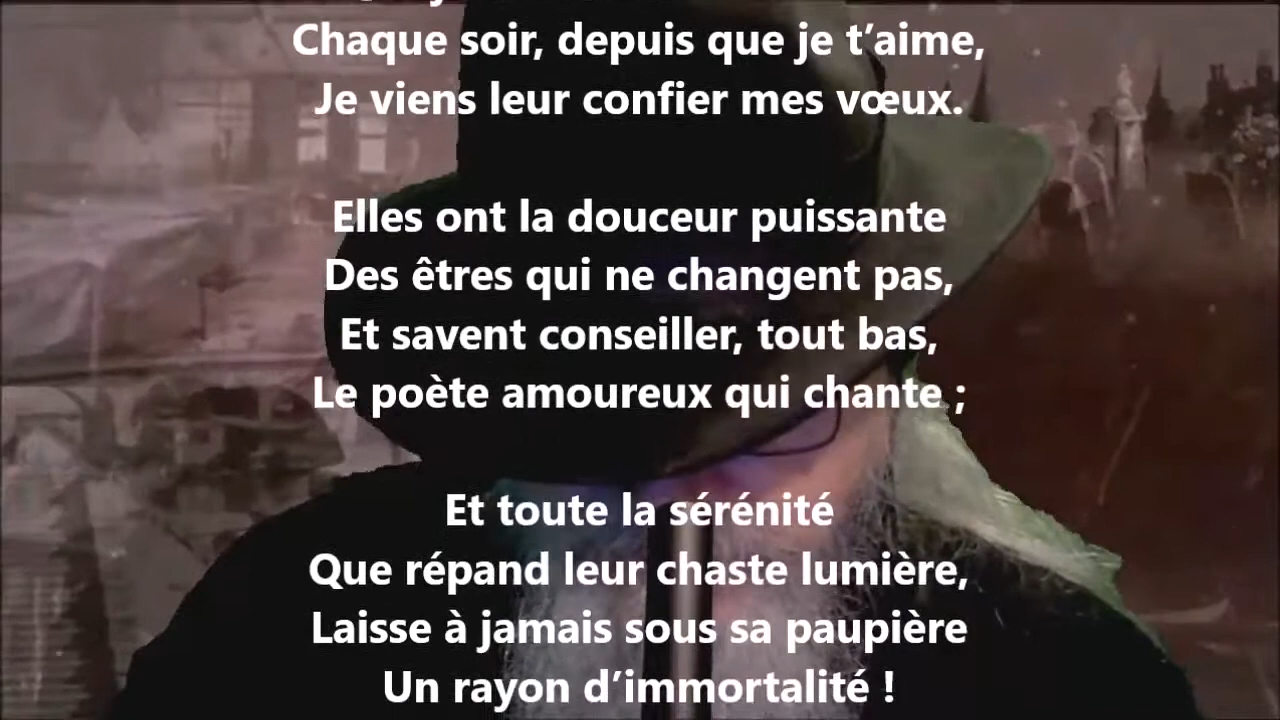 Chaque soir, depuis que je t’aime,
Je viens leur confier mes vœux.
Elles ont la douceur puissante
Des êtres qui ne changent pas,
Et savent conseiller, tout bas,
Le poète amoureux qui chante ;
Et toute la sérénité
Que répand leur chaste lumière,
Laisse à jamais sous sa paupière
Un rayon d’immortalité !